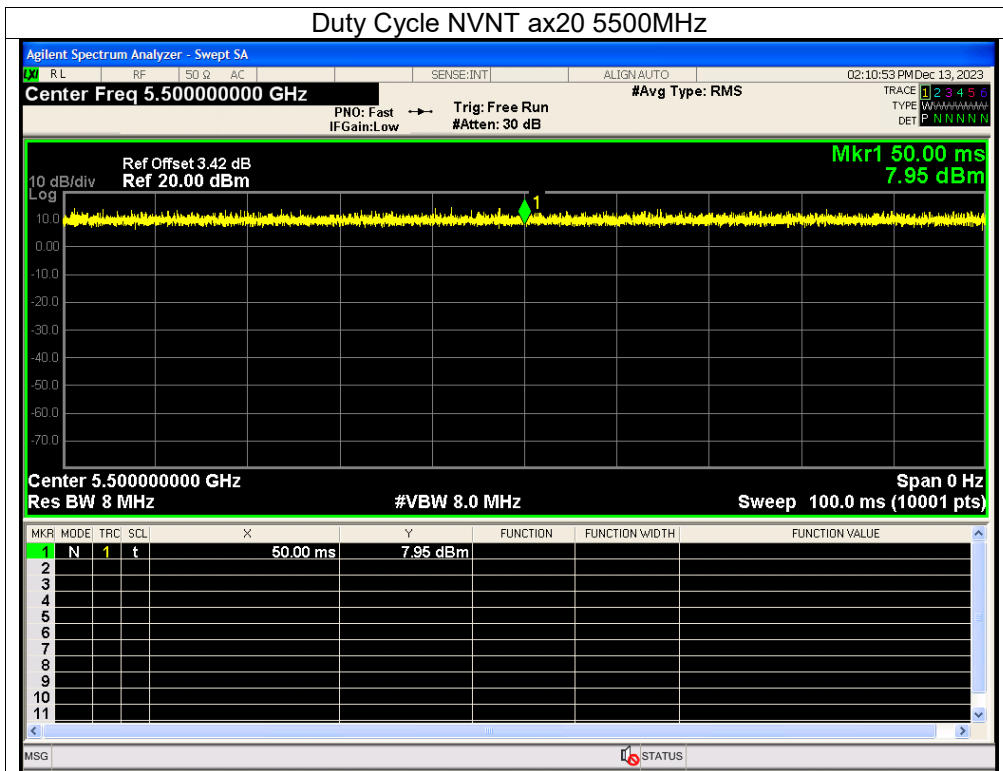 Duty Cycle NVNT ax20 5500MHz
Agilent Spectrum Analyzer - Swept SA
LXI RL RF 50 Ω AC SENSE:INT ALIGN AUTO 02:10:53 PM Dec 13, 2023
Center Freq 5.500000000 GHz #Avg Type: RMS TRACE 1 2 3 4 5 6
PNO: Fast Trig: Free Run TYPE WWWWWW
IFGain:Low #Atten: 30 dB DET P N N N N N
Mkr1 50.00 ms
Ref Offset 3.42 dB
10 dB/div Ref 20.00 dBm 7.95 dBm
Log
1
10.0
0.00
-10.0
-20.0
-30.0
-40.0
-50.0
-60.0
-70.0
Center 5.500000000 GHz Span 0 Hz
Res BW 8 MHz #VBW 8.0 MHz Sweep 100.0 ms (10001 pts)
MKR MODE TRC SCL X Y FUNCTION FUNCTION WIDTH FUNCTION VALUE
1 N 1 t 50.00 ms 7.95 dBm
2
3
4
5
6
7
8
9
10
11
MSG STATUS